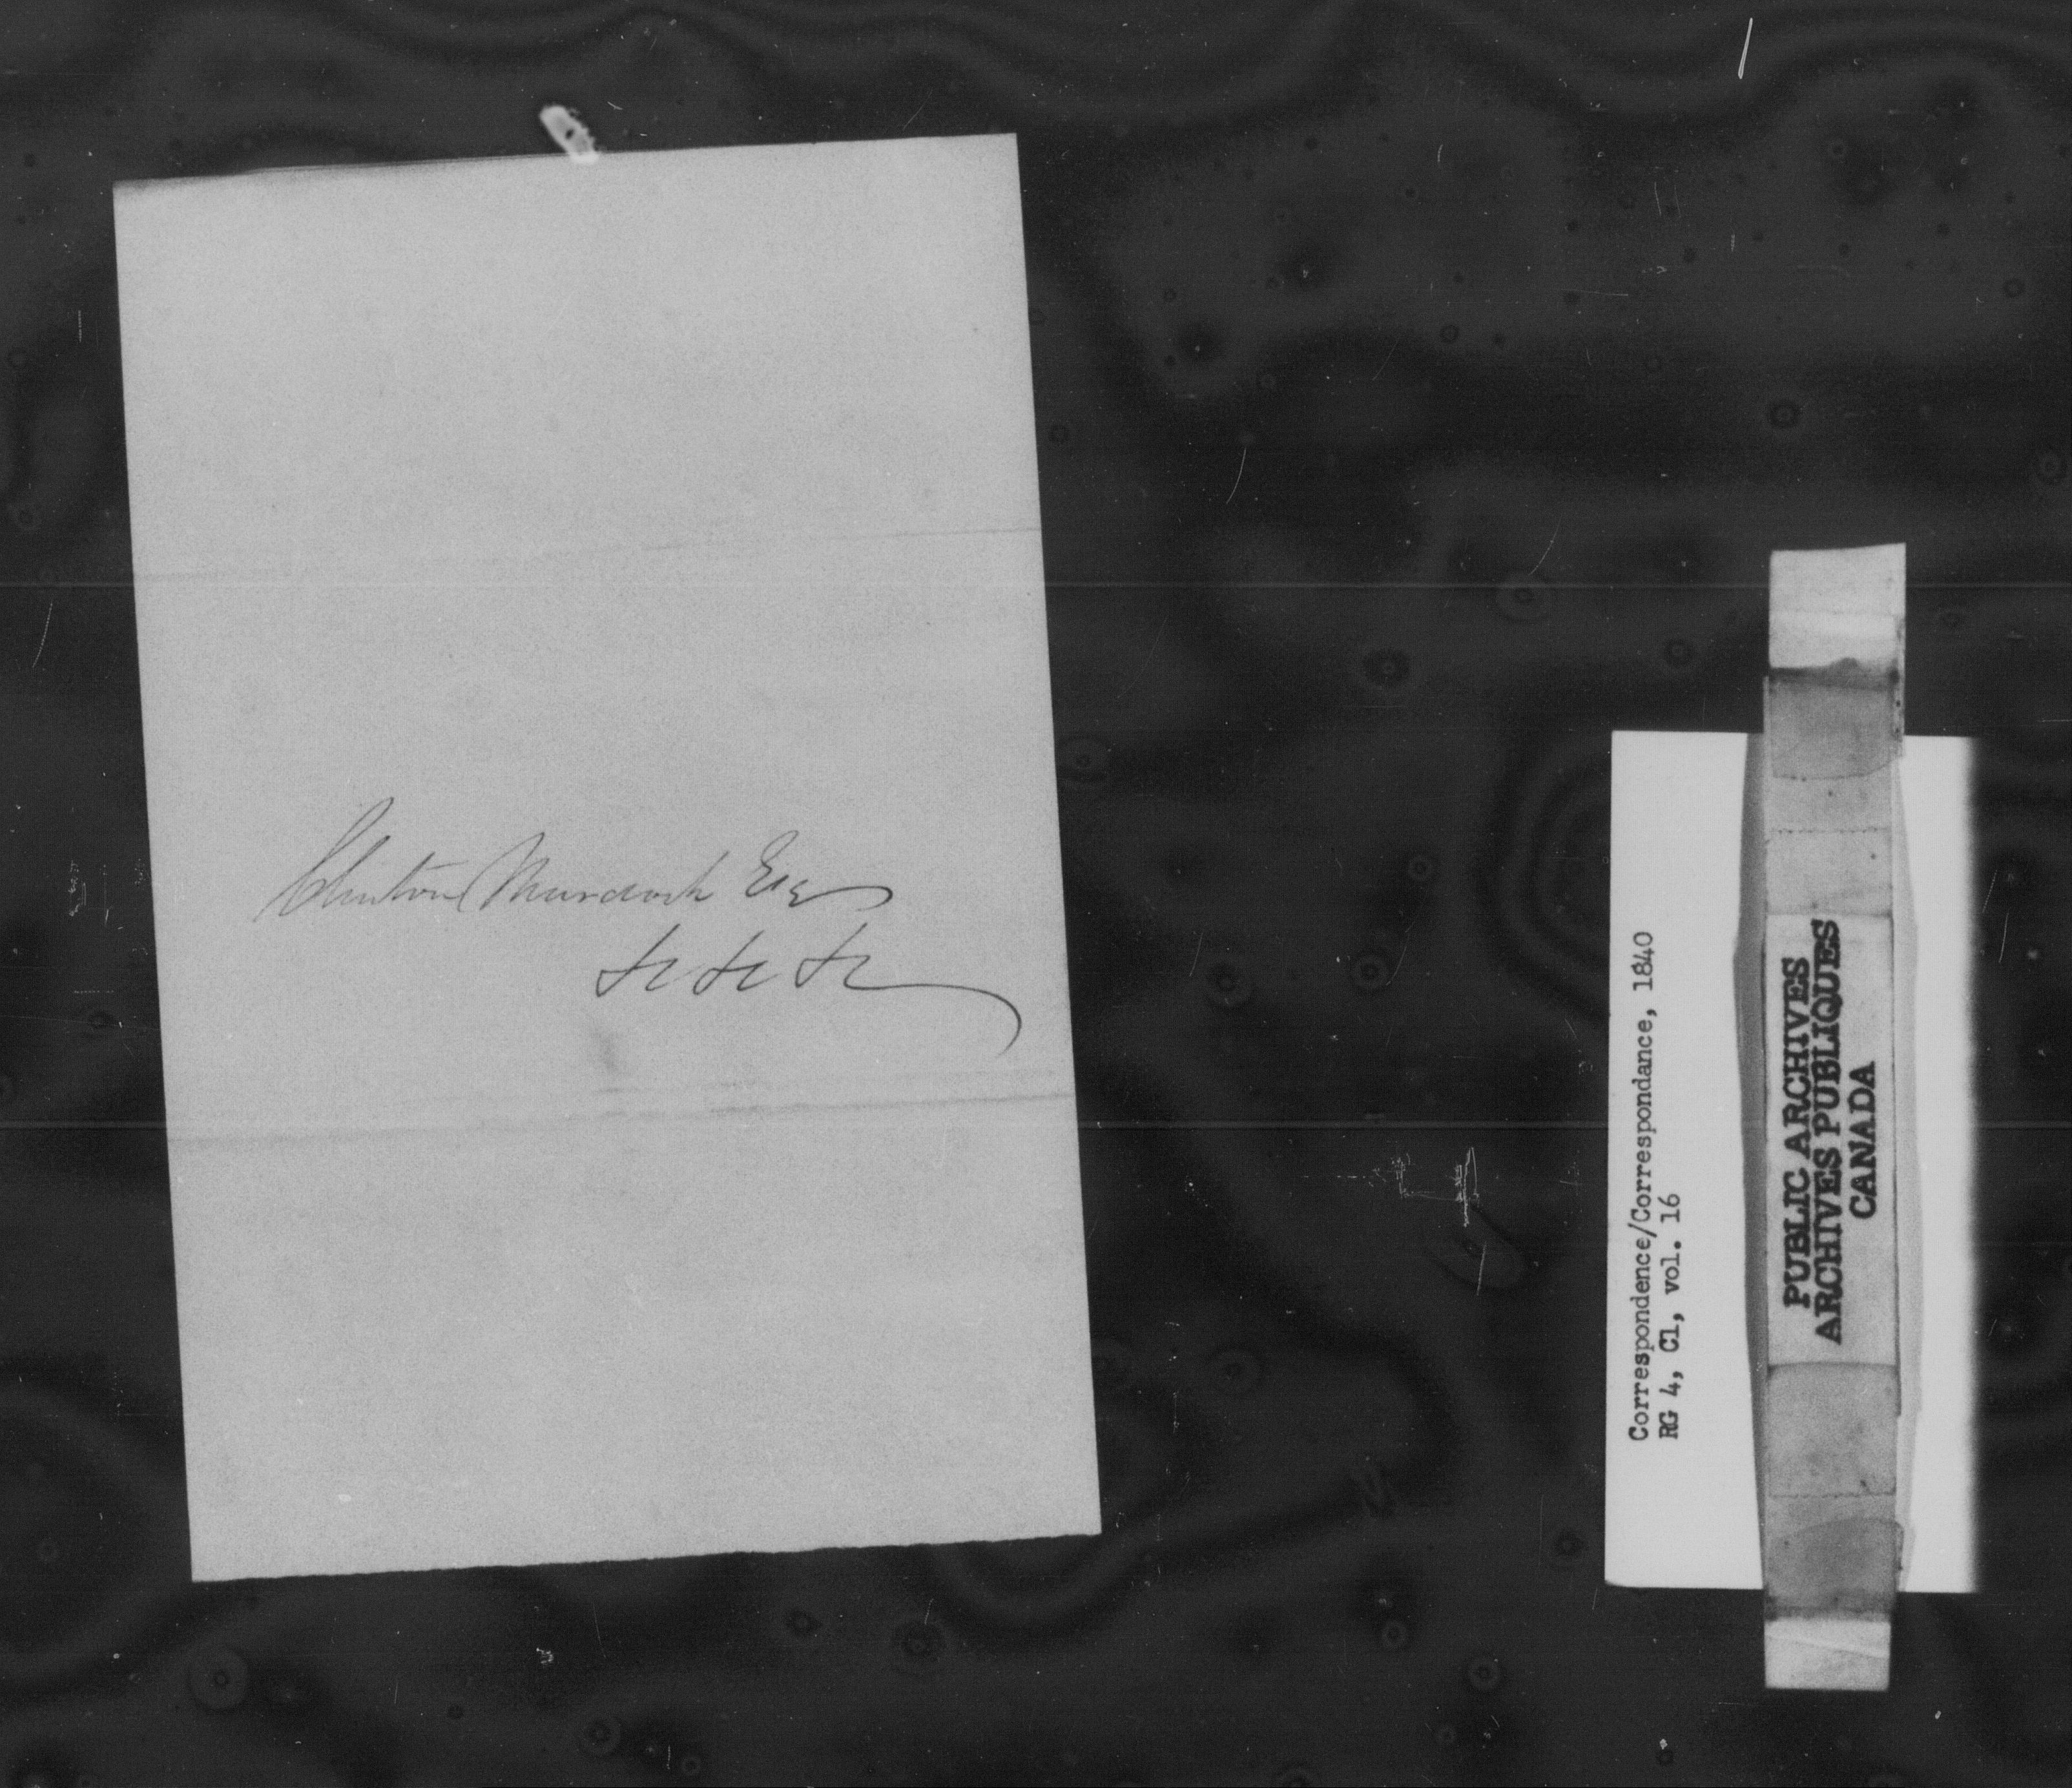 Clinton Murdoch Esq
&c &c &c
Correspondence/Correspondance, 1840
RG 4, C1, vol. 16
PUBLIC ARCHIVES
ARCHIVES PUBLIQUES
CANADA